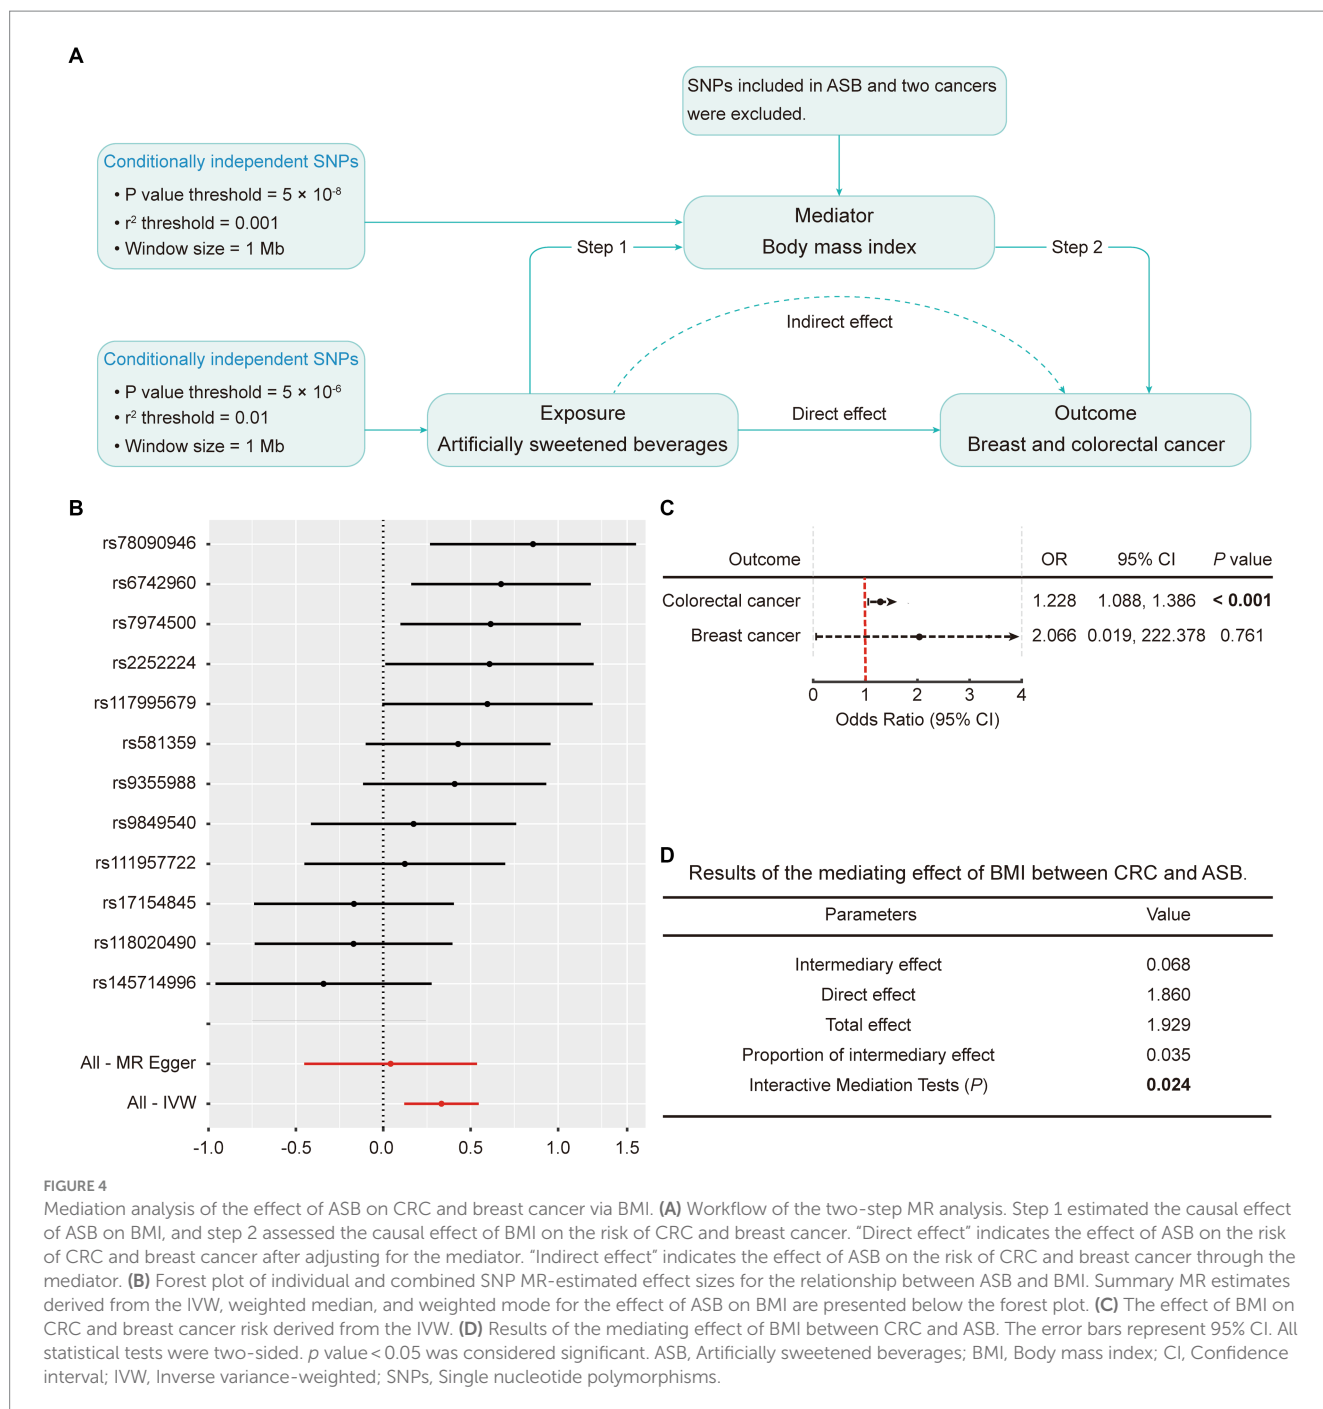 A
SNPs included in ASB and two cancers
were excluded.
Conditionally independent SNPs
• P value threshold = 5 × 10⁻⁸
• r² threshold = 0.001
• Window size = 1 Mb
Mediator
Body mass index
Step 1
Step 2
Indirect effect
Conditionally independent SNPs
• P value threshold = 5 × 10⁻⁶
• r² threshold = 0.01
• Window size = 1 Mb
Exposure
Artificially sweetened beverages
Direct effect
Outcome
Breast and colorectal cancer
B
rs78090946
rs6742960
rs7974500
rs2252224
rs117995679
rs581359
rs9355988
rs9849540
rs111957722
rs17154845
rs118020490
rs145714996
All - MR Egger
All - IVW
-1.0 -0.5 0.0 0.5 1.0 1.5
C
Outcome OR 95% CI P value
Colorectal cancer 1.228 1.088, 1.386 < 0.001
Breast cancer 2.066 0.019, 222.378 0.761
0 1 2 3 4
Odds Ratio (95% CI)
D
Results of the mediating effect of BMI between CRC and ASB.
Parameters Value
Intermediary effect 0.068
Direct effect 1.860
Total effect 1.929
Proportion of intermediary effect 0.035
Interactive Mediation Tests (P) 0.024
FIGURE 4
Mediation analysis of the effect of ASB on CRC and breast cancer via BMI. (A) Workflow of the two-step MR analysis. Step 1 estimated the causal effect
of ASB on BMI, and step 2 assessed the causal effect of BMI on the risk of CRC and breast cancer. “Direct effect” indicates the effect of ASB on the risk
of CRC and breast cancer after adjusting for the mediator. “Indirect effect” indicates the effect of ASB on the risk of CRC and breast cancer through the
mediator. (B) Forest plot of individual and combined SNP MR-estimated effect sizes for the relationship between ASB and BMI. Summary MR estimates
derived from the IVW, weighted median, and weighted mode for the effect of ASB on BMI are presented below the forest plot. (C) The effect of BMI on
CRC and breast cancer risk derived from the IVW. (D) Results of the mediating effect of BMI between CRC and ASB. The error bars represent 95% CI. All
statistical tests were two-sided. p value < 0.05 was considered significant. ASB, Artificially sweetened beverages; BMI, Body mass index; CI, Confidence
interval; IVW, Inverse variance-weighted; SNPs, Single nucleotide polymorphisms.